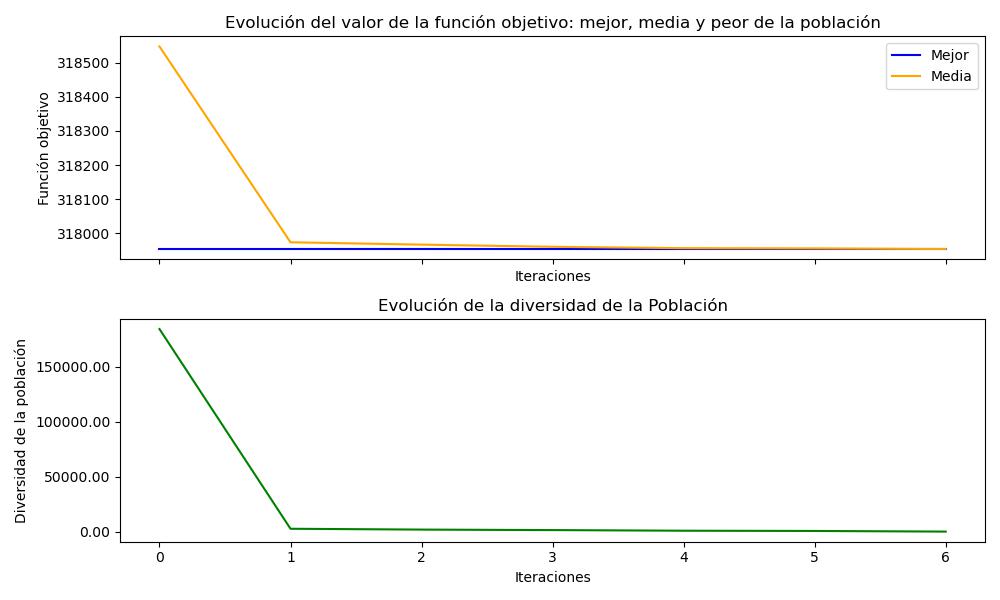 Evolución del valor de la función objetivo: mejor, media y peor de la población
318500
318400
318300
318200
318100
318000
Función objetivo
Mejor
Media
Iteraciones
Evolución de la diversidad de la Población
150000.00
100000.00
50000.00
0.00
Diversidad de la población
0 1 2 3 4 5 6
Iteraciones